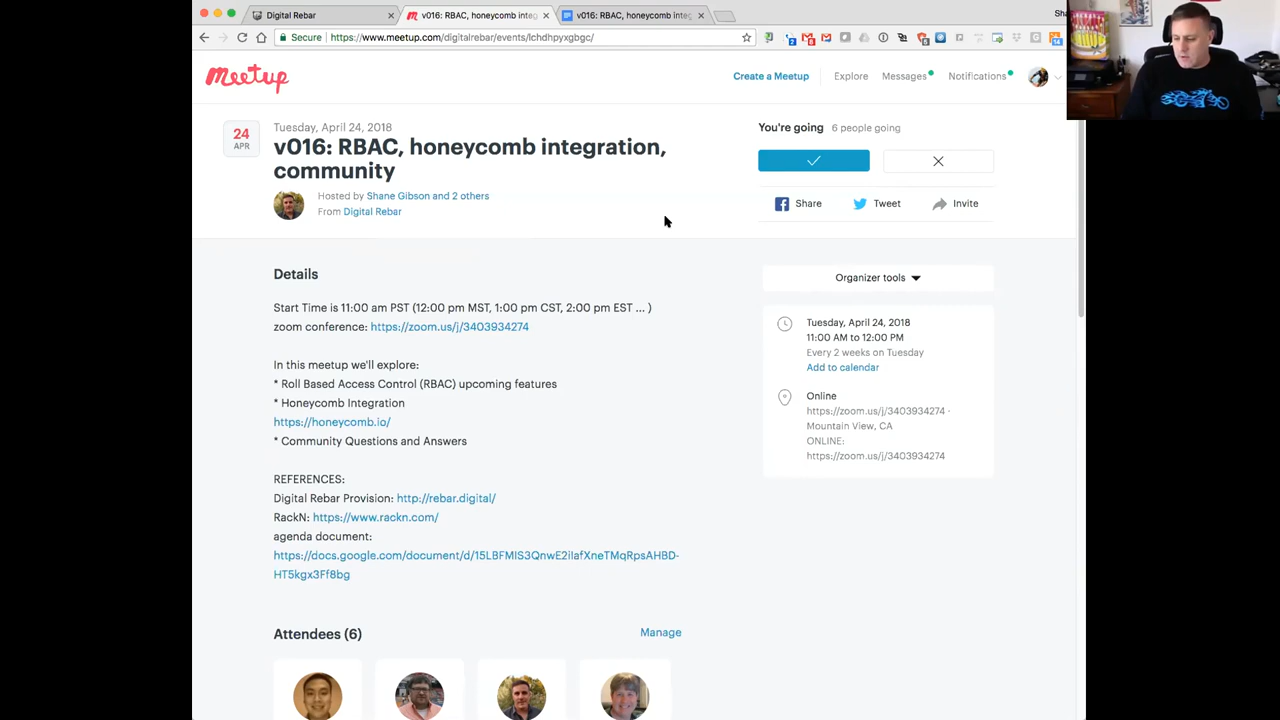 Digital Rebar
v016: RBAC, honeycomb integ
v016: RBAC, honeycomb integ
Secure
https://www.meetup.com/digitalrebar/events/lchdhpyxgbgc/
Meetup
Create a Meetup
Explore
Messages
Notifications
24
APR
Tuesday, April 24, 2018
v016: RBAC, honeycomb integration,
community
Hosted by Shane Gibson and 2 others
From Digital Rebar
You're going 6 people going
Share
Tweet
Invite
Details
Start Time is 11:00 am PST (12:00 pm MST, 1:00 pm CST, 2:00 pm EST ... )
zoom conference: https://zoom.us/j/3403934274
In this meetup we'll explore:
* Roll Based Access Control (RBAC) upcoming features
* Honeycomb Integration
https://honeycomb.io/
* Community Questions and Answers
REFERENCES:
Digital Rebar Provision: http://rebar.digital/
RackN: https://www.rackn.com/
agenda document:
https://docs.google.com/document/d/15LBFMIS3QnwE2ilafXneTMqRpsAHBD-
HT5kgx3Ff8bg
Attendees (6)
Manage
Organizer tools
Tuesday, April 24, 2018
11:00 AM to 12:00 PM
Every 2 weeks on Tuesday
Add to calendar
Online
https://zoom.us/j/3403934274 ·
Mountain View, CA
ONLINE:
https://zoom.us/j/3403934274